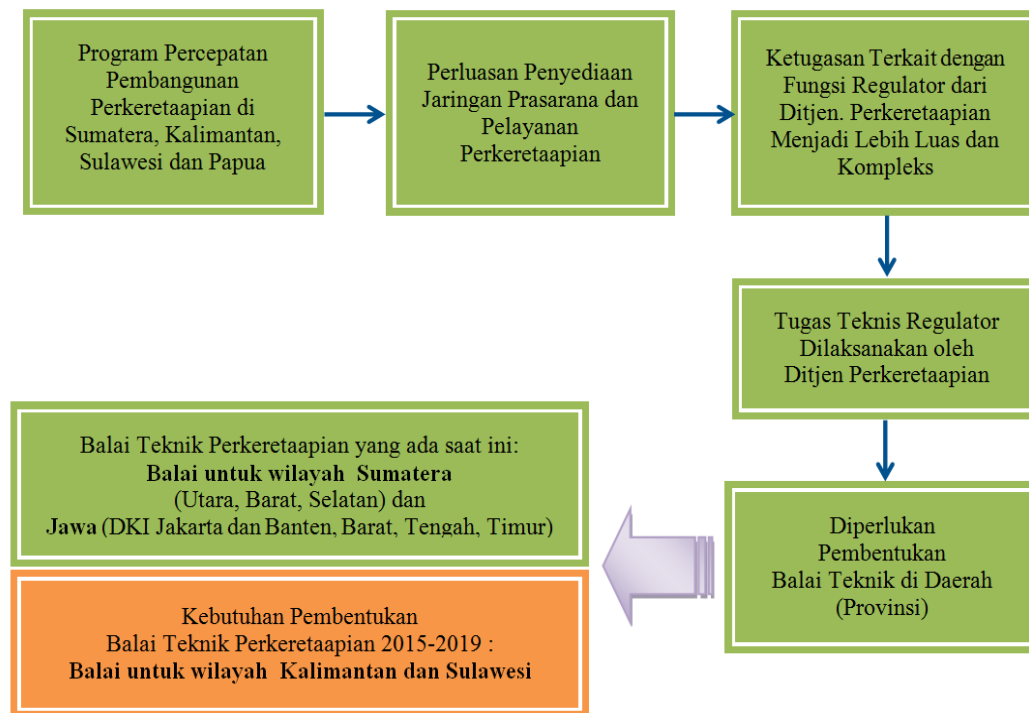 Program Percepatan
Pembangunan
Perkeretaapian di
Sumatera, Kalimantan,
Sulawesi dan Papua
Perluasan Penyediaan
Jaringan Prasarana dan
Pelayanan
Perkeretaapian
Ketugasan Terkait dengan
Fungsi Regulator dari
Ditjen. Perkeretaapian
Menjadi Lebih Luas dan
Kompleks
Tugas Teknis Regulator
Dilaksanakan oleh
Ditjen Perkeretaapian
Diperlukan
Pembentukan
Balai Teknik di Daerah
(Provinsi)
Balai Teknik Perkeretaapian yang ada saat ini:
Balai untuk wilayah Sumatera
(Utara, Barat, Selatan) dan
Jawa (DKI Jakarta dan Banten, Barat, Tengah, Timur)
Kebutuhan Pembentukan
Balai Teknik Perkeretaapian 2015-2019 :
Balai untuk wilayah Kalimantan dan Sulawesi